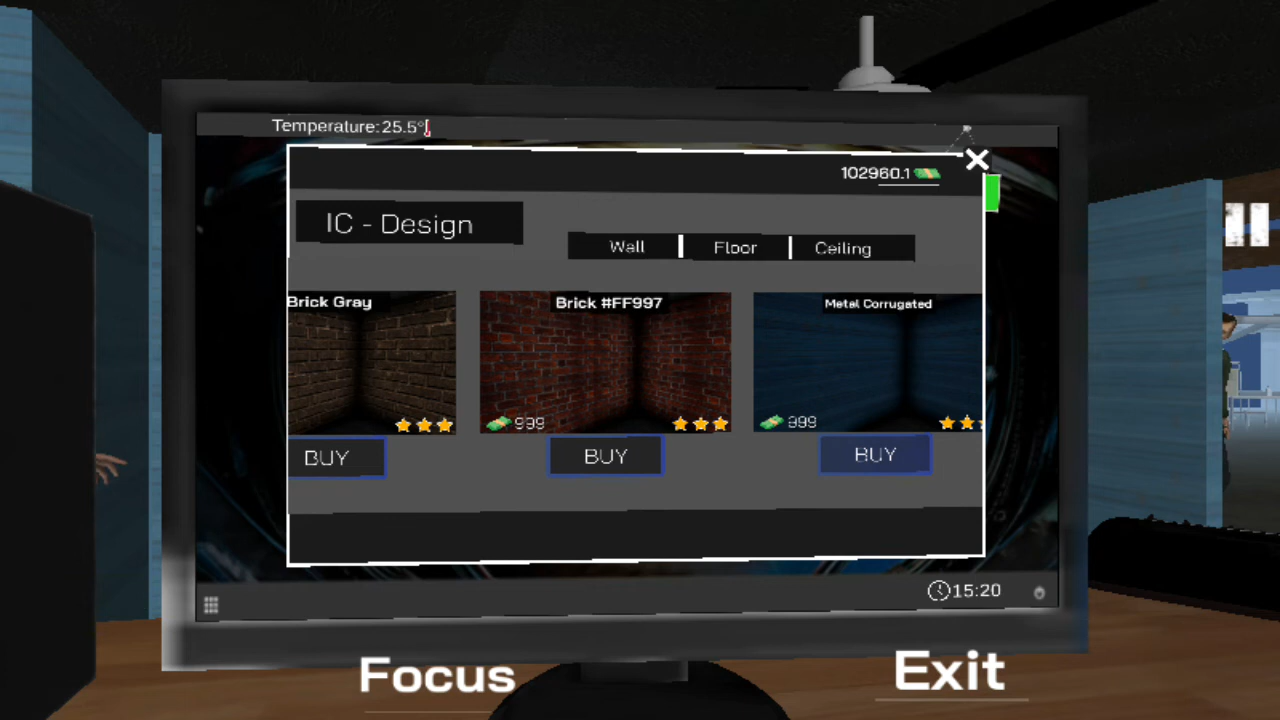 Temperature: 25.5°
102960.1
IC - Design
Wall
Floor
Ceiling
Brick Gray
Brick #FF997
Metal Corrugated
999
999
BUY
BUY
BUY
15:20
Focus
Exit